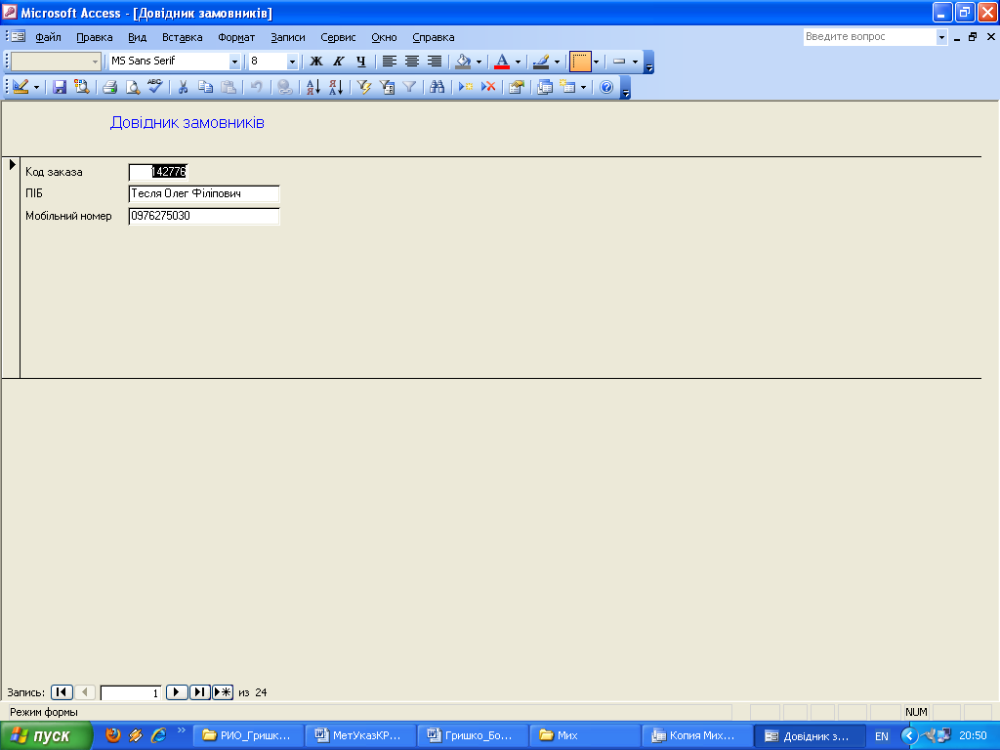 Microsoft Access - [Довідник замовників]
Файл Правка Вид Вставка Формат Записи Сервис Окно Справка Введите вопрос
MS Sans Serif 8 Ж К Ч
Довідник замовників
Код заказа 142776
ПІБ Тесля Олег Філіпович
Мобільний номер 0976275030
Запись: 1 из 24
Режим формы NUM
пуск РИО_Гришк... МетУказКР... Гришко_Бо... Мих Копия Мих... Довідник з... EN 20:50